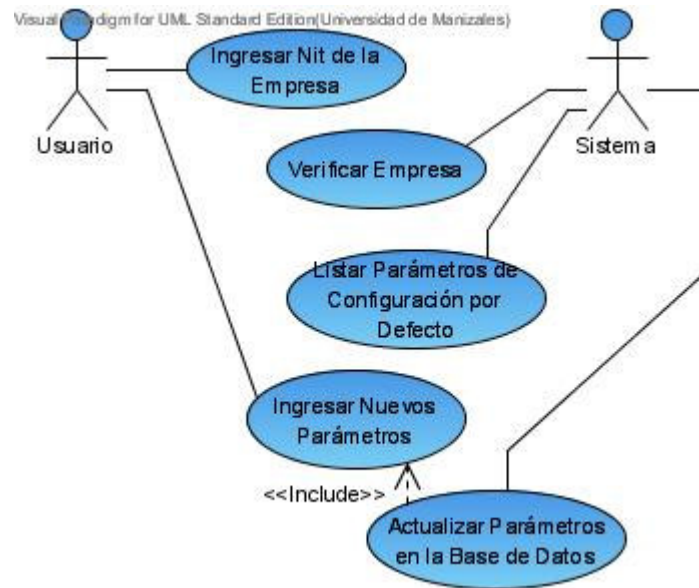 Visual Paradigm for UML Standard Edition(Universidad de Manizales)
Ingresar Nit de la
Empresa
Usuario
Sistema
Verificar Empresa
Listar Parámetros de
Configuración por
Defecto
Ingresar Nuevos
Parámetros
<<Include>>
Actualizar Parámetros
en la Base de Datos